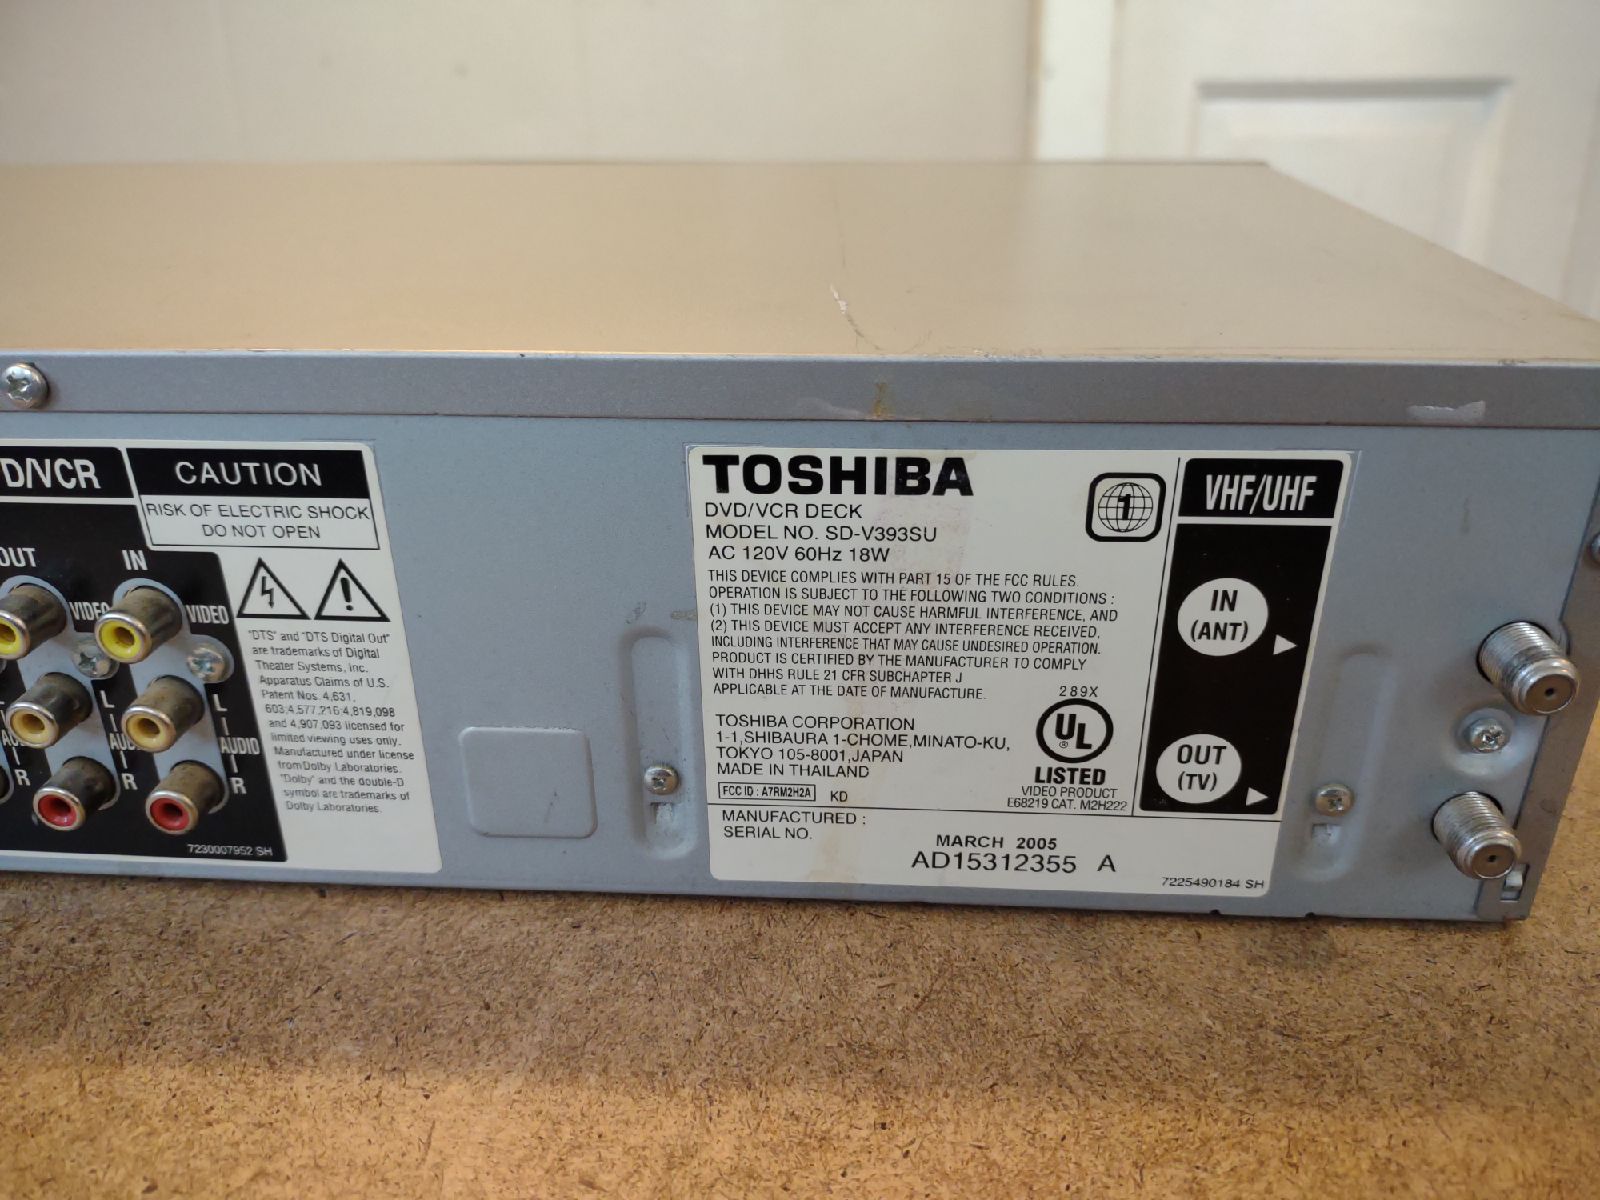 D/VCR
CAUTION
RISK OF ELECTRIC SHOCK
DO NOT OPEN
OUT
IN
VIDEO
VIDEO
L
AUDIO
R
L
AUDIO
R
"DTS" and "DTS Digital Out"
are trademarks of Digital
Theater Systems, Inc.
Apparatus Claims of U.S.
Patent Nos. 4,631,
603;4,577,216;4,819,098
and 4,907,093 licensed for
limited viewing uses only.
Manufactured under license
from Dolby Laboratories.
"Dolby" and the double-D
symbol are trademarks of
Dolby Laboratories.
7230007952 SH
TOSHIBA
DVD/VCR DECK
MODEL NO. SD-V393SU
AC 120V 60Hz 18W
THIS DEVICE COMPLIES WITH PART 15 OF THE FCC RULES.
OPERATION IS SUBJECT TO THE FOLLOWING TWO CONDITIONS :
(1) THIS DEVICE MAY NOT CAUSE HARMFUL INTERFERENCE, AND
(2) THIS DEVICE MUST ACCEPT ANY INTERFERENCE RECEIVED,
INCLUDING INTERFERENCE THAT MAY CAUSE UNDESIRED OPERATION.
PRODUCT IS CERTIFIED BY THE MANUFACTURER TO COMPLY
WITH DHHS RULE 21 CFR SUBCHAPTER J
APPLICABLE AT THE DATE OF MANUFACTURE.
TOSHIBA CORPORATION
1-1,SHIBAURA 1-CHOME,MINATO-KU,
TOKYO 105-8001,JAPAN
MADE IN THAILAND
FCC ID : A7RM2H2A KD
1
289X
UL
®
LISTED
VIDEO PRODUCT
E68219 CAT. M2H222
MANUFACTURED :
SERIAL NO.
MARCH 2005
AD15312355 A
7225490184 SH
VHF/UHF
IN
(ANT)
OUT
(TV)